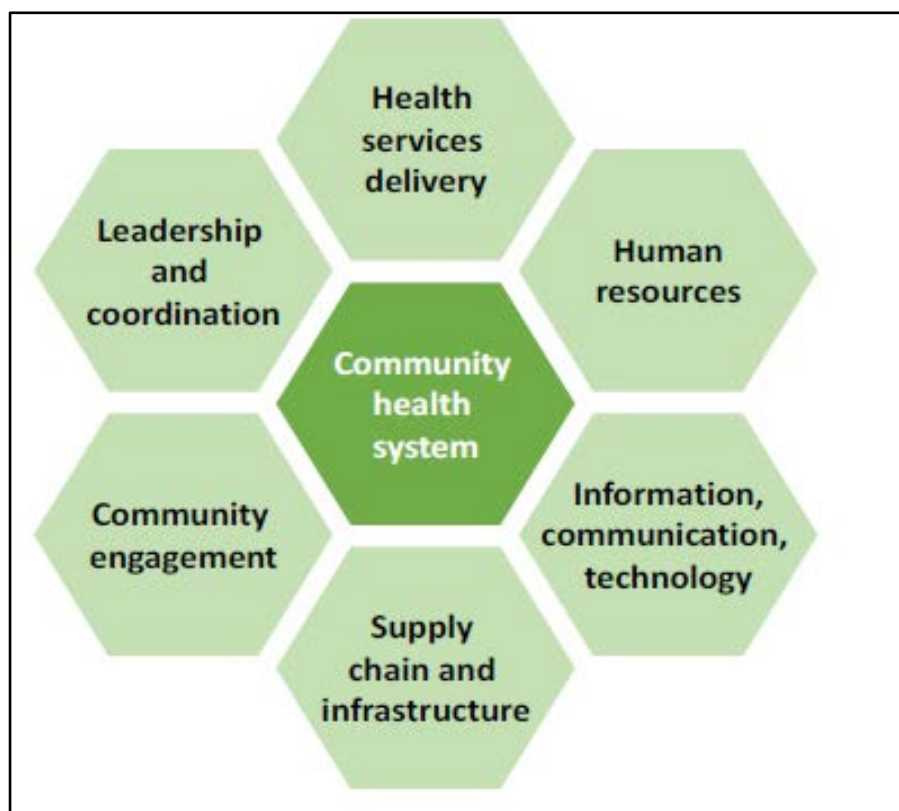 Health
services
delivery
Leadership
and
coordination
Human
resources
Community
health
system
Community
engagement
Information,
communication,
technology
Supply
chain and
infrastructure